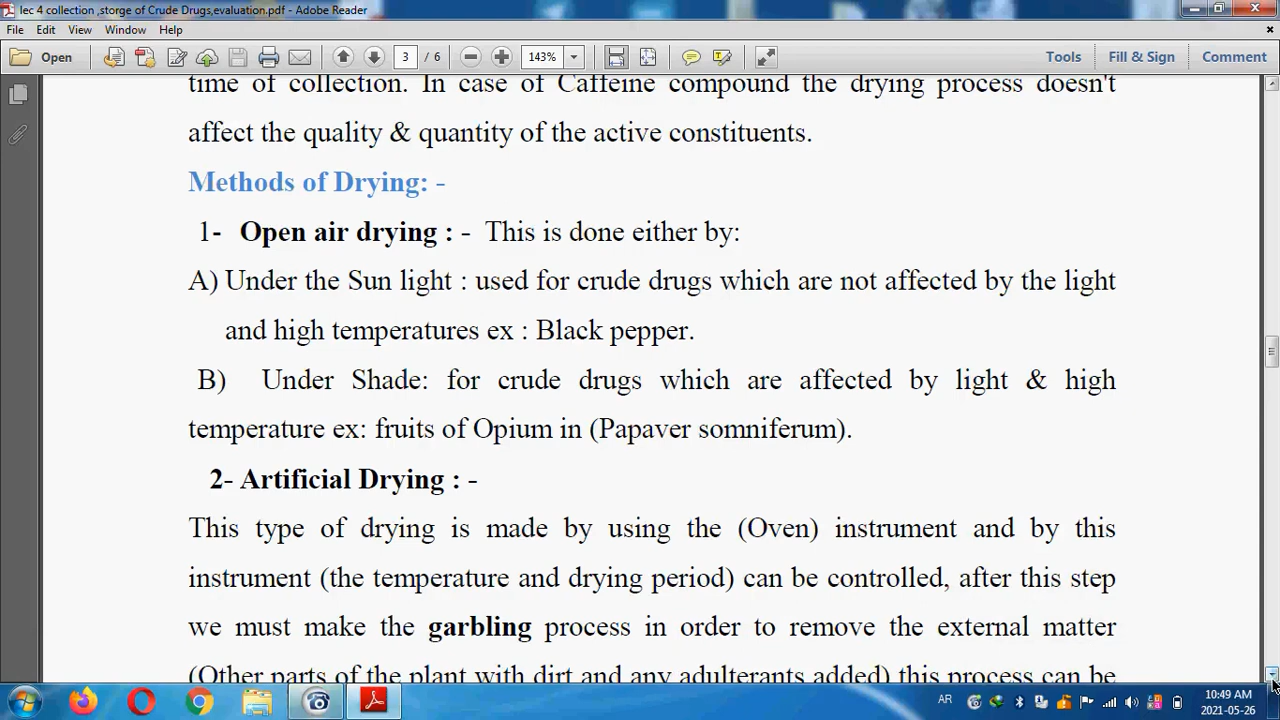 lec 4 collection ,storge of Crude Drugs,evaluation.pdf - Adobe Reader
File Edit View Window Help
Open 3 / 6 143% Tools Fill & Sign Comment
time of collection. In case of Caffeine compound the drying process doesn't
affect the quality & quantity of the active constituents.
Methods of Drying: -
1- Open air drying : - This is done either by:
A) Under the Sun light : used for crude drugs which are not affected by the light
and high temperatures ex : Black pepper.
B) Under Shade: for crude drugs which are affected by light & high
temperature ex: fruits of Opium in (Papaver somniferum).
2- Artificial Drying : -
This type of drying is made by using the (Oven) instrument and by this
instrument (the temperature and drying period) can be controlled, after this step
we must make the garbling process in order to remove the external matter
(Other parts of the plant with dirt and any adulterants added) this process can be
AR 10:49 AM
2021-05-26